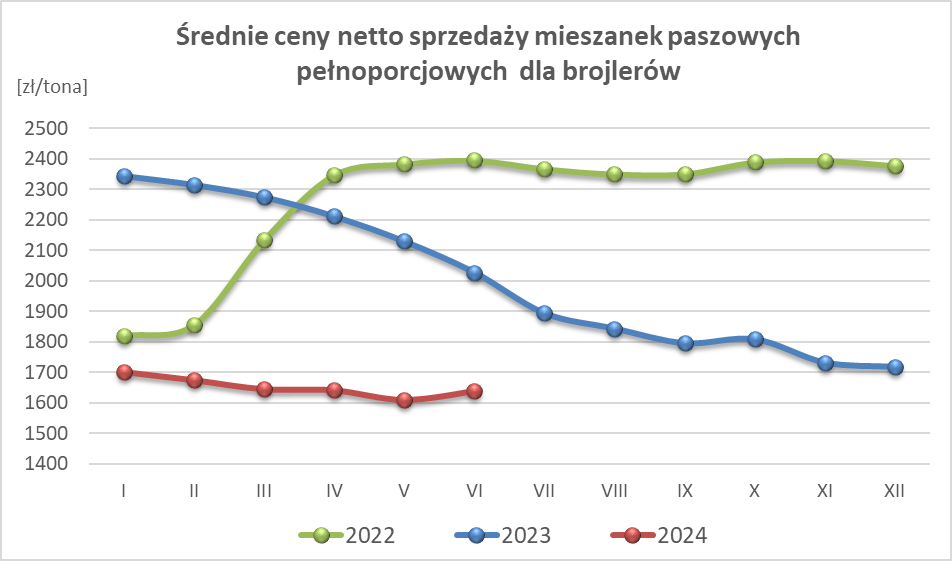 Średnie ceny netto sprzedaży mieszanek paszowych
pełnoporcjowych dla brojlerów
[zł/tona]
2500
2400
2300
2200
2100
2000
1900
1800
1700
1600
1500
1400
I II III IV V VI VII VIII IX X XI XII
2022 2023 2024